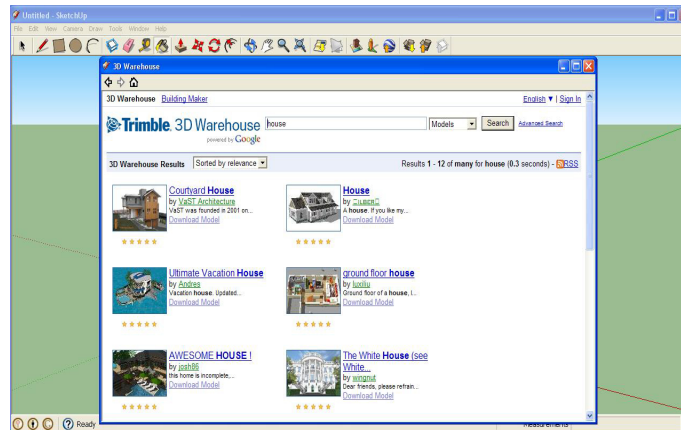 Untitled - SketchUp
File Edit View Camera Draw Tools Window Help
3D Warehouse
3D Warehouse Building Maker English ▼ | Sign In
Trimble. 3D Warehouse house Models Search Advanced Search
powered by Google
3D Warehouse Results Sorted by relevance Results 1 - 12 of many for house (0.3 seconds) - RSS
Courtyard House
by VaST Architecture
VaST was founded in 2001 on...
Download Model
House
by
A house. If you like my...
Download Model
Ultimate Vacation House
by Andres
Vacation house. Updated...
Download Model
ground floor house
by luxiliu
Ground floor of a house, I...
Download Model
AWESOME HOUSE !
by josh86
this home is incomplete,...
Download Model
The White House (see
White...
by wingnut
Dear friends, please refrain...
Download Model
Ready
Measurements